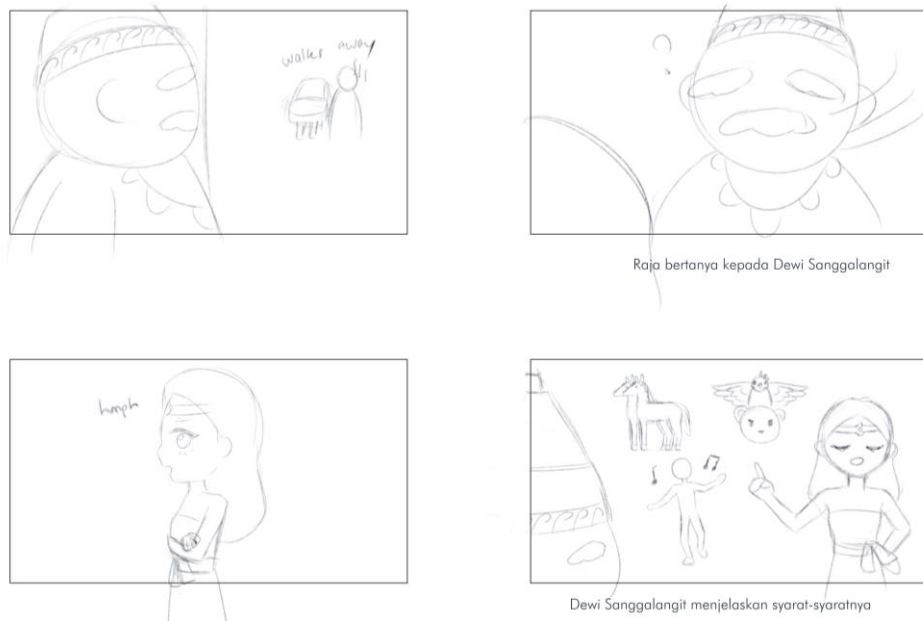 walks away
Raja bertanya kepada Dewi Sanggalangit
hmph
Dewi Sanggalangit menjelaskan syarat-syaratnya